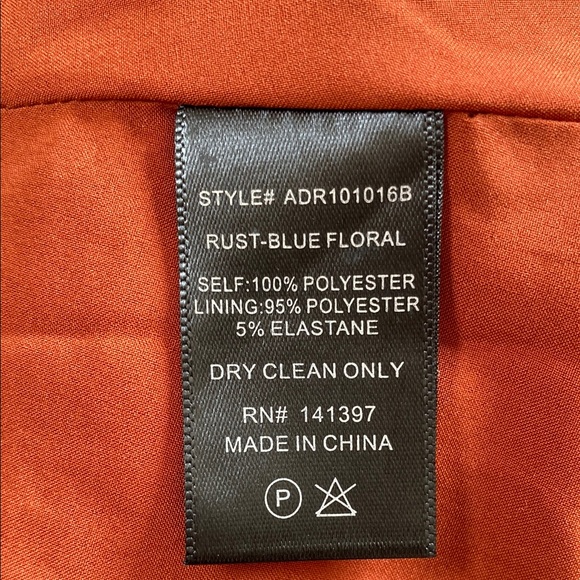 STYLE# ADR101016B
RUST-BLUE FLORAL
SELF:100% POLYESTER
LINING:95% POLYESTER
5% ELASTANE
DRY CLEAN ONLY
RN# 141397
MADE IN CHINA
P